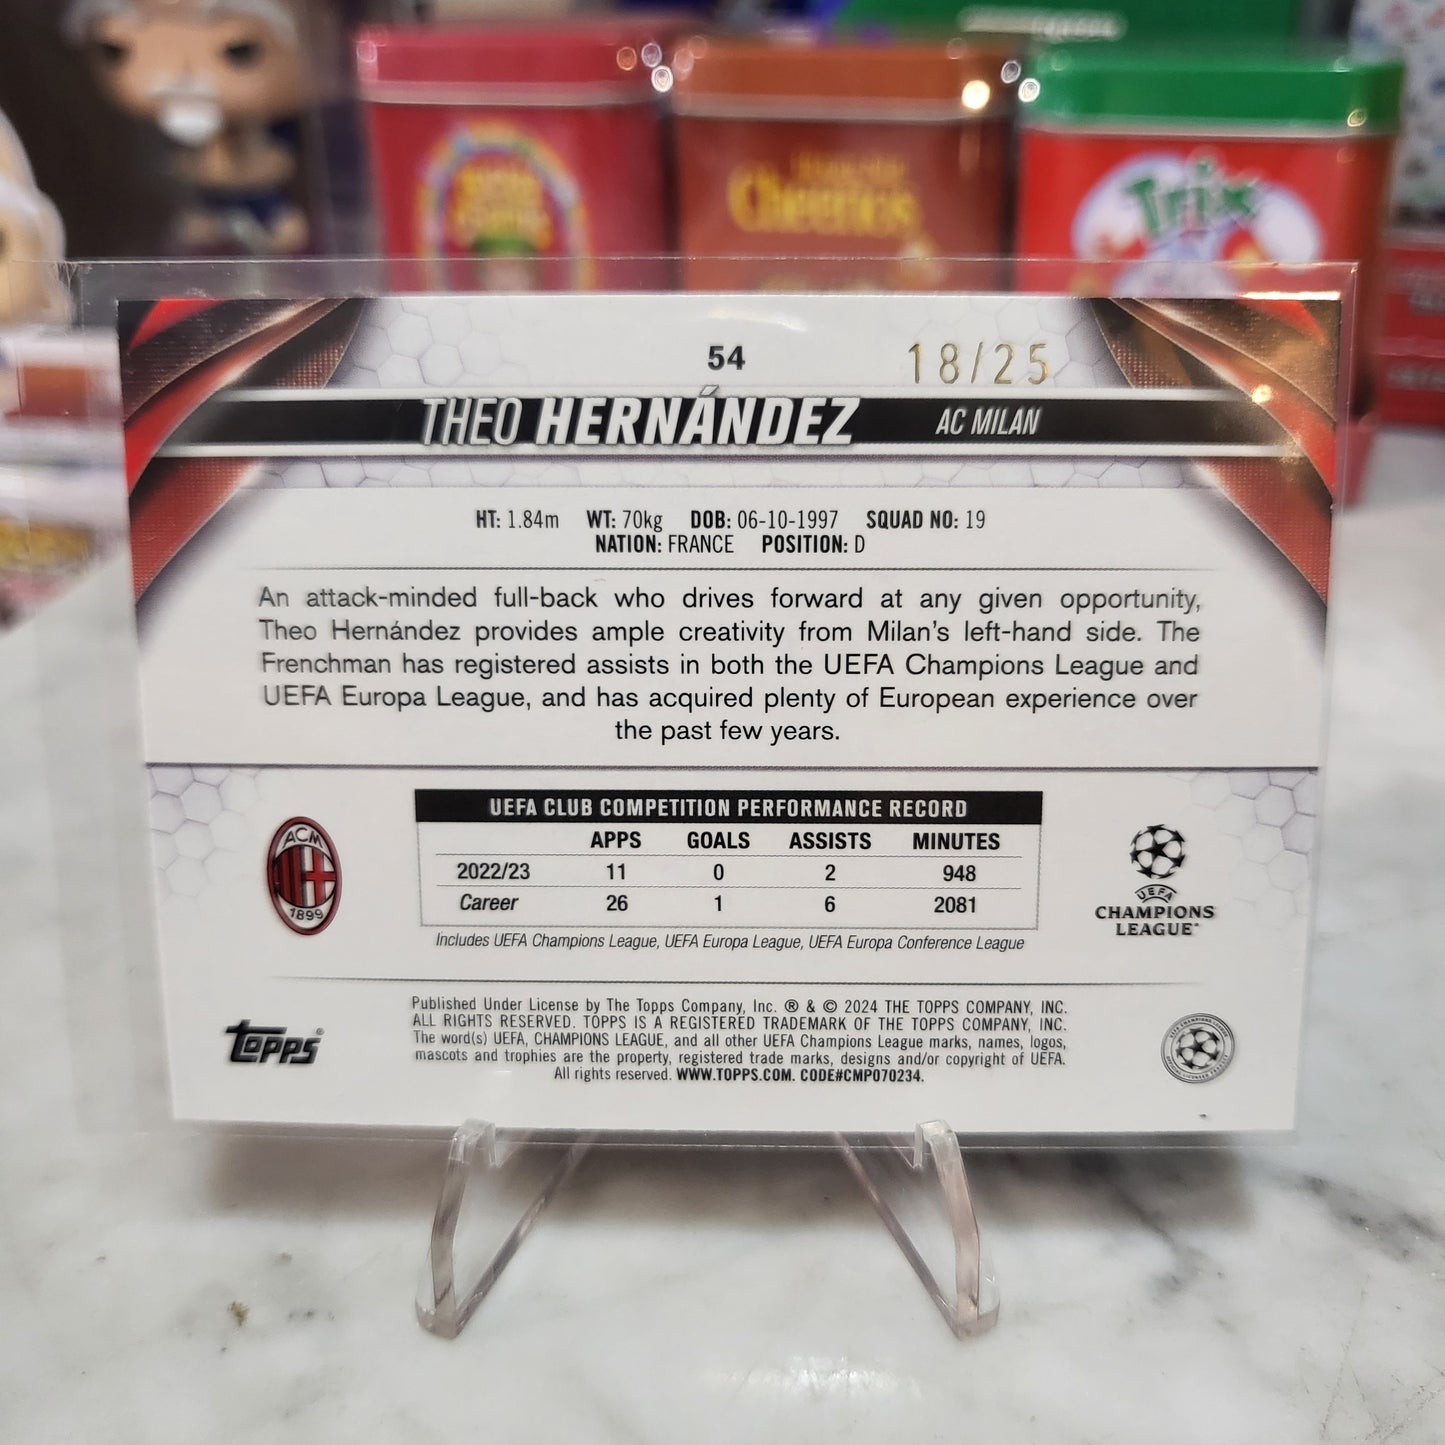 Cheerios
Trix
54
18/25
THEO HERNÁNDEZ
AC MILAN
HT: 1.84m WT: 70kg DOB: 06-10-1997 SQUAD NO: 19
NATION: FRANCE POSITION: D
An attack-minded full-back who drives forward at any given opportunity,
Theo Hernández provides ample creativity from Milan's left-hand side. The
Frenchman has registered assists in both the UEFA Champions League and
UEFA Europa League, and has acquired plenty of European experience over
the past few years.
UEFA CLUB COMPETITION PERFORMANCE RECORD
APPS GOALS ASSISTS MINUTES
2022/23 11 0 2 948
Career 26 1 6 2081
Includes UEFA Champions League, UEFA Europa League, UEFA Europa Conference League
ACM
1899
UEFA
CHAMPIONS
LEAGUE
topps®
Published Under License by The Topps Company, Inc. ® & © 2024 THE TOPPS COMPANY, INC.
ALL RIGHTS RESERVED. TOPPS IS A REGISTERED TRADEMARK OF THE TOPPS COMPANY, INC.
The word(s) UEFA, CHAMPIONS LEAGUE, and all other UEFA Champions League marks, names, logos,
mascots and trophies are the property, registered trade marks, designs and/or copyright of UEFA.
All rights reserved. WWW.TOPPS.COM. CODE#CMP070234.